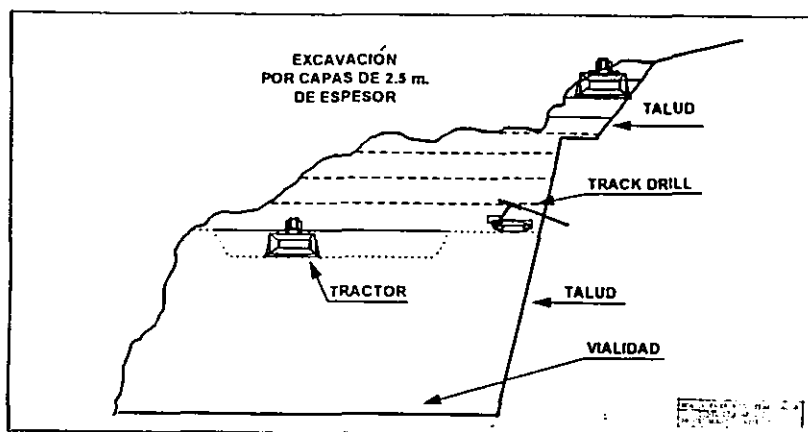 EXCAVACIÓN
POR CAPAS DE 2.5 m.
DE ESPESOR
TALUD
TRACK DRILL
TRACTOR
TALUD
VIALIDAD